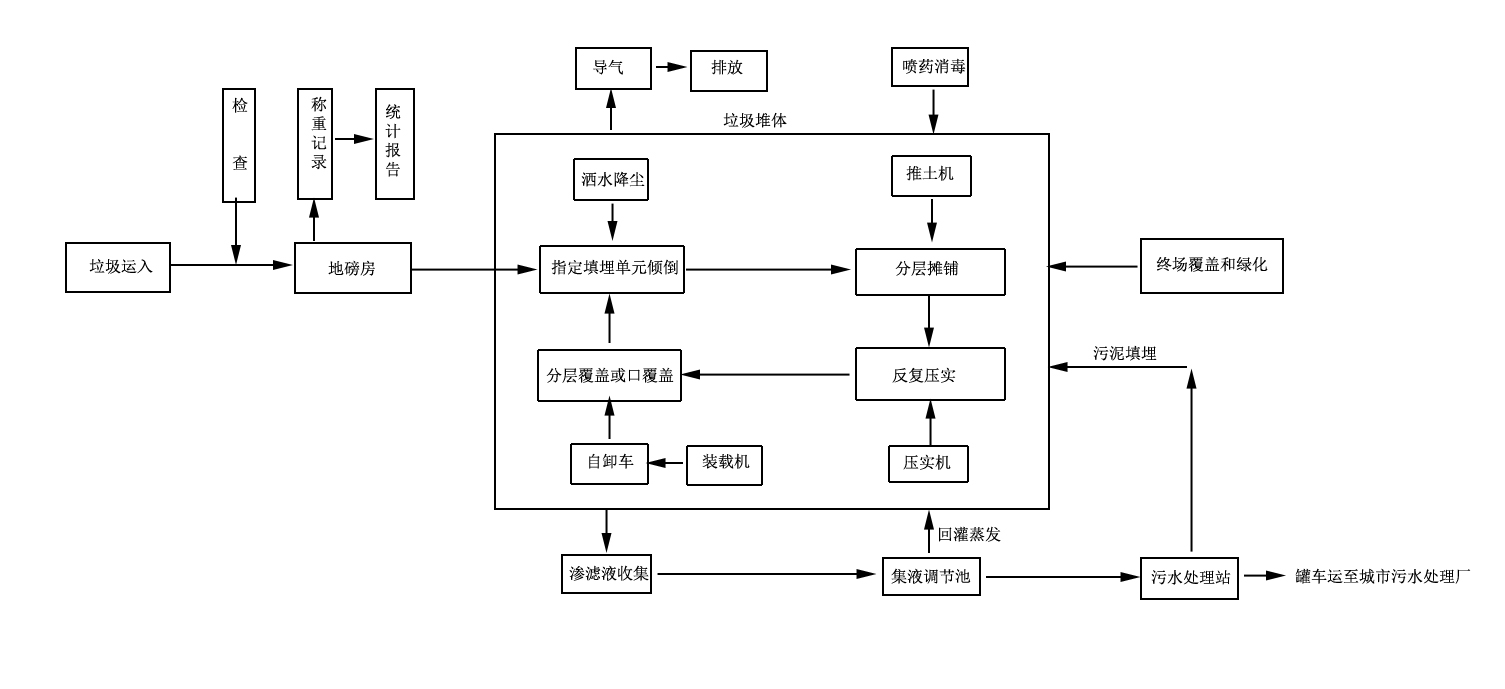 导气
排放
喷药消毒
检查
称重记录
统计报告
垃圾堆体
洒水降尘
推土机
垃圾运入
地磅房
指定填埋单元倾倒
分层摊铺
终场覆盖和绿化
污泥填埋
分层覆盖或口覆盖
反复压实
自卸车
装载机
压实机
回灌蒸发
渗滤液收集
集液调节池
污水处理站
罐车运至城市污水处理厂